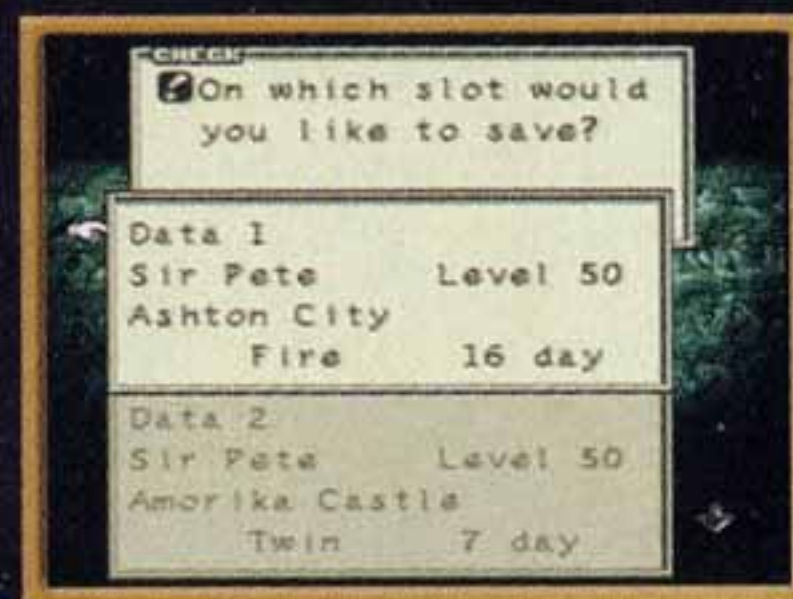 CHECK
On which slot would
you like to save?
Data 1
Sir Pete Level 50
Ashton City
Fire 16 day
Data 2
Sir Pete Level 50
Amorika Castle
Twin 7 day